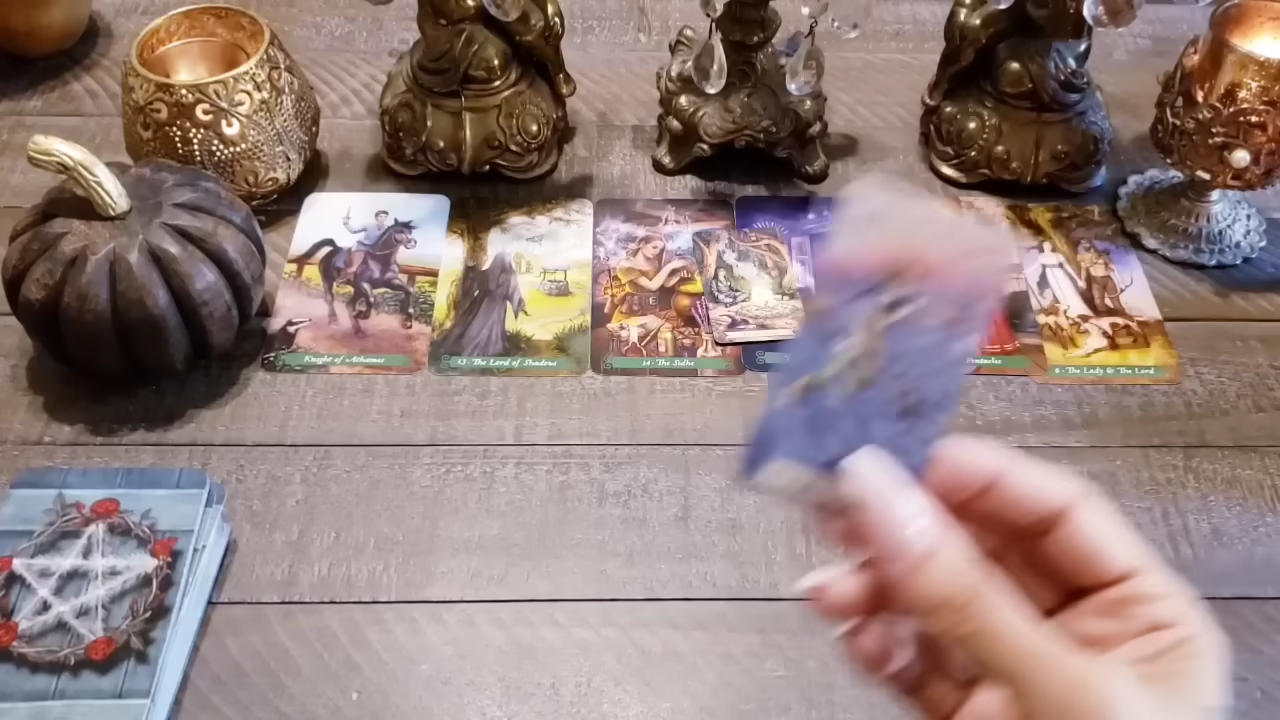 Knight of Athames
13 · The Lord of Shadows
14 · The Sidhe
Pentacles
6 · The Lady & The Lord